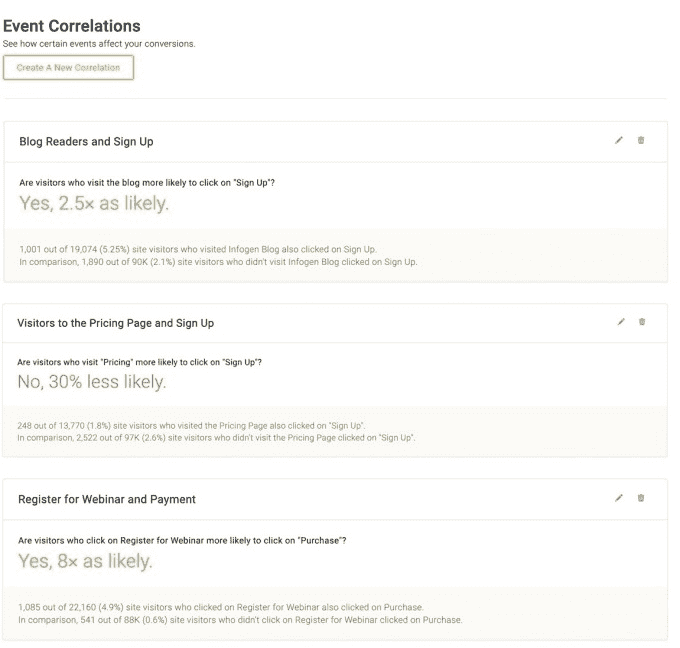 Event Correlations
See how certain events affect your conversions.
Create A New Correlation
Blog Readers and Sign Up
Are visitors who visit the blog more likely to click on "Sign Up"?
Yes, 2.5× as likely.
1,001 out of 19,074 (5.25%) site visitors who visited Infogen Blog also clicked on Sign Up.
In comparison, 1,890 out of 90K (2.1%) site visitors who didn't visit Infogen Blog clicked on Sign Up.
Visitors to the Pricing Page and Sign Up
Are visitors who visit "Pricing" more likely to click on "Sign Up"?
No, 30% less likely.
248 out of 13,770 (1.8%) site visitors who visited the Pricing Page also clicked on "Sign Up".
In comparison, 2,522 out of 97K (2.6%) site visitors who didn't visit the Pricing Page clicked on "Sign Up".
Register for Webinar and Payment
Are visitors who click on Register for Webinar more likely to click on "Purchase"?
Yes, 8× as likely.
1,085 out of 22,160 (4.9%) site visitors who clicked on Register for Webinar also clicked on Purchase.
In comparison, 541 out of 88K (0.6%) site visitors who didn't click on Register for Webinar clicked on Purchase.